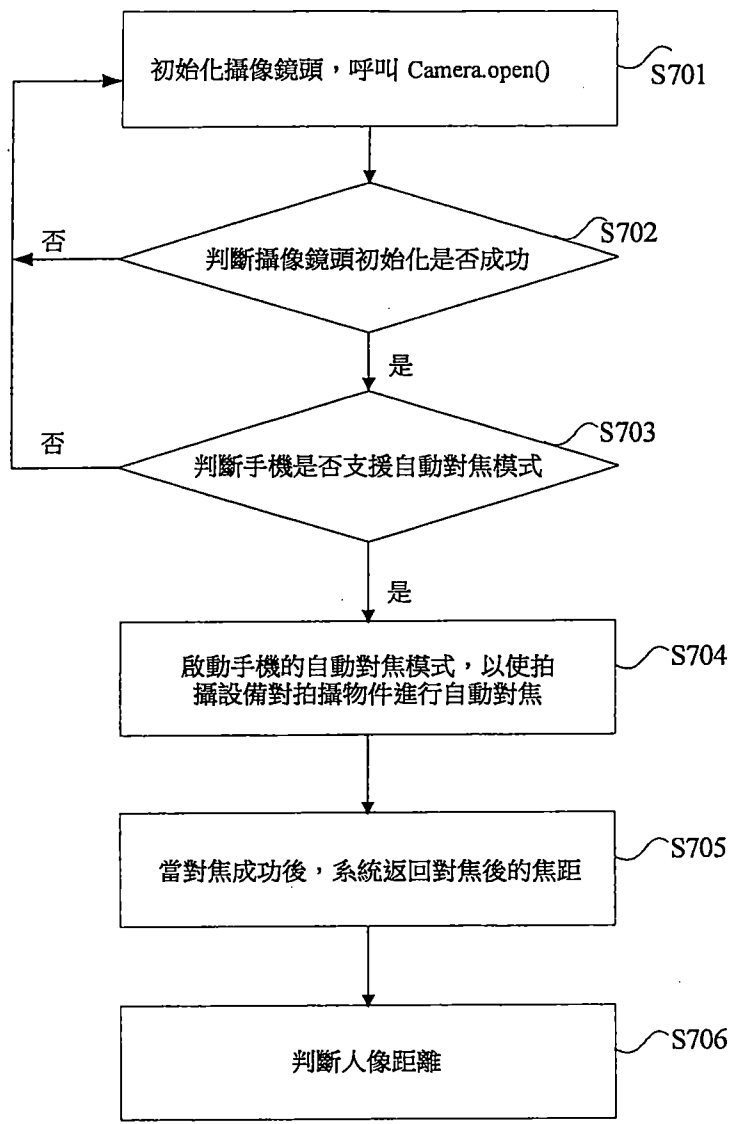 初始化攝像鏡頭，呼叫 Camera.open()
S701
否
S702
判斷攝像鏡頭初始化是否成功
是
否
S703
判斷手機是否支援自動對焦模式
是
S704
啟動手機的自動對焦模式，以使拍
攝設備對拍攝物件進行自動對焦
S705
當對焦成功後，系統返回對焦後的焦距
S706
判斷人像距離